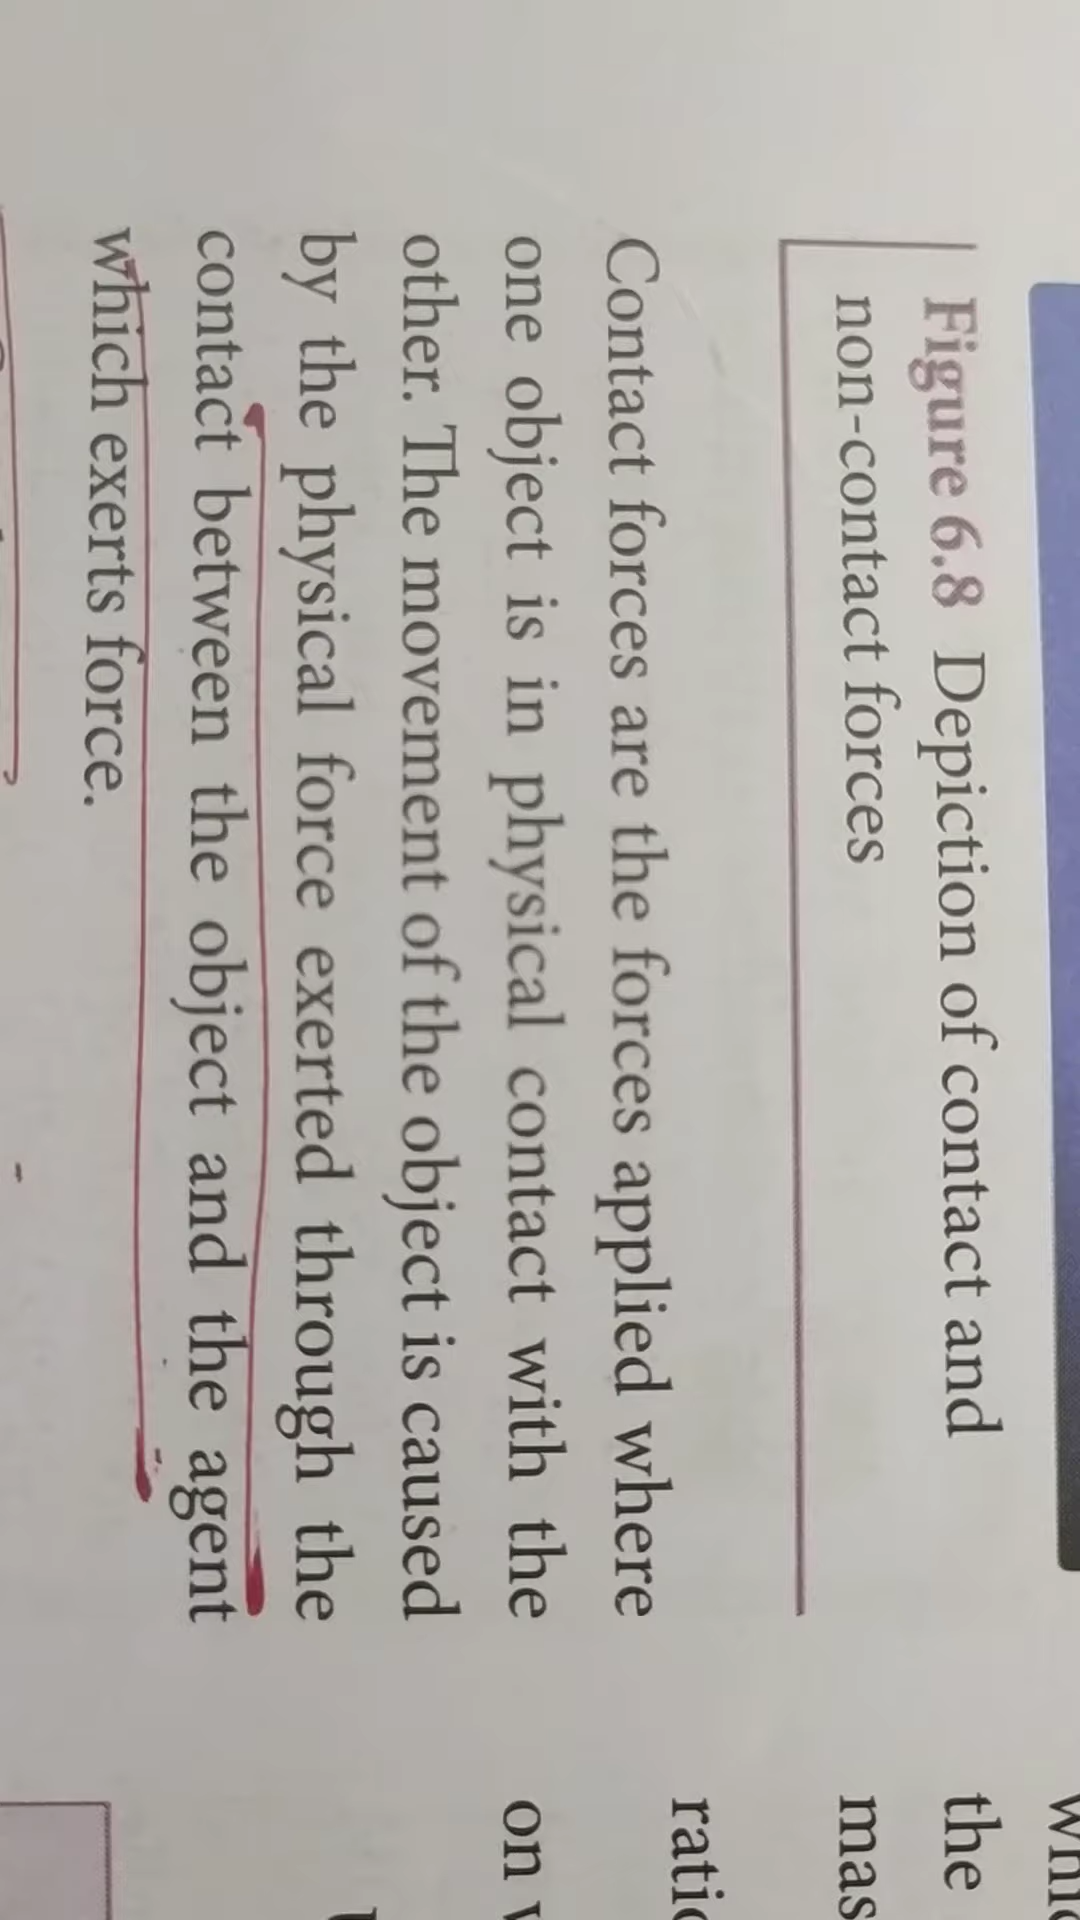 Figure 6.8 Depiction of contact and
non-contact forces
Contact forces are the forces applied where
one object is in physical contact with the
other. The movement of the object is caused
by the physical force exerted through the
contact between the object and the agent
which exerts force.
the
on